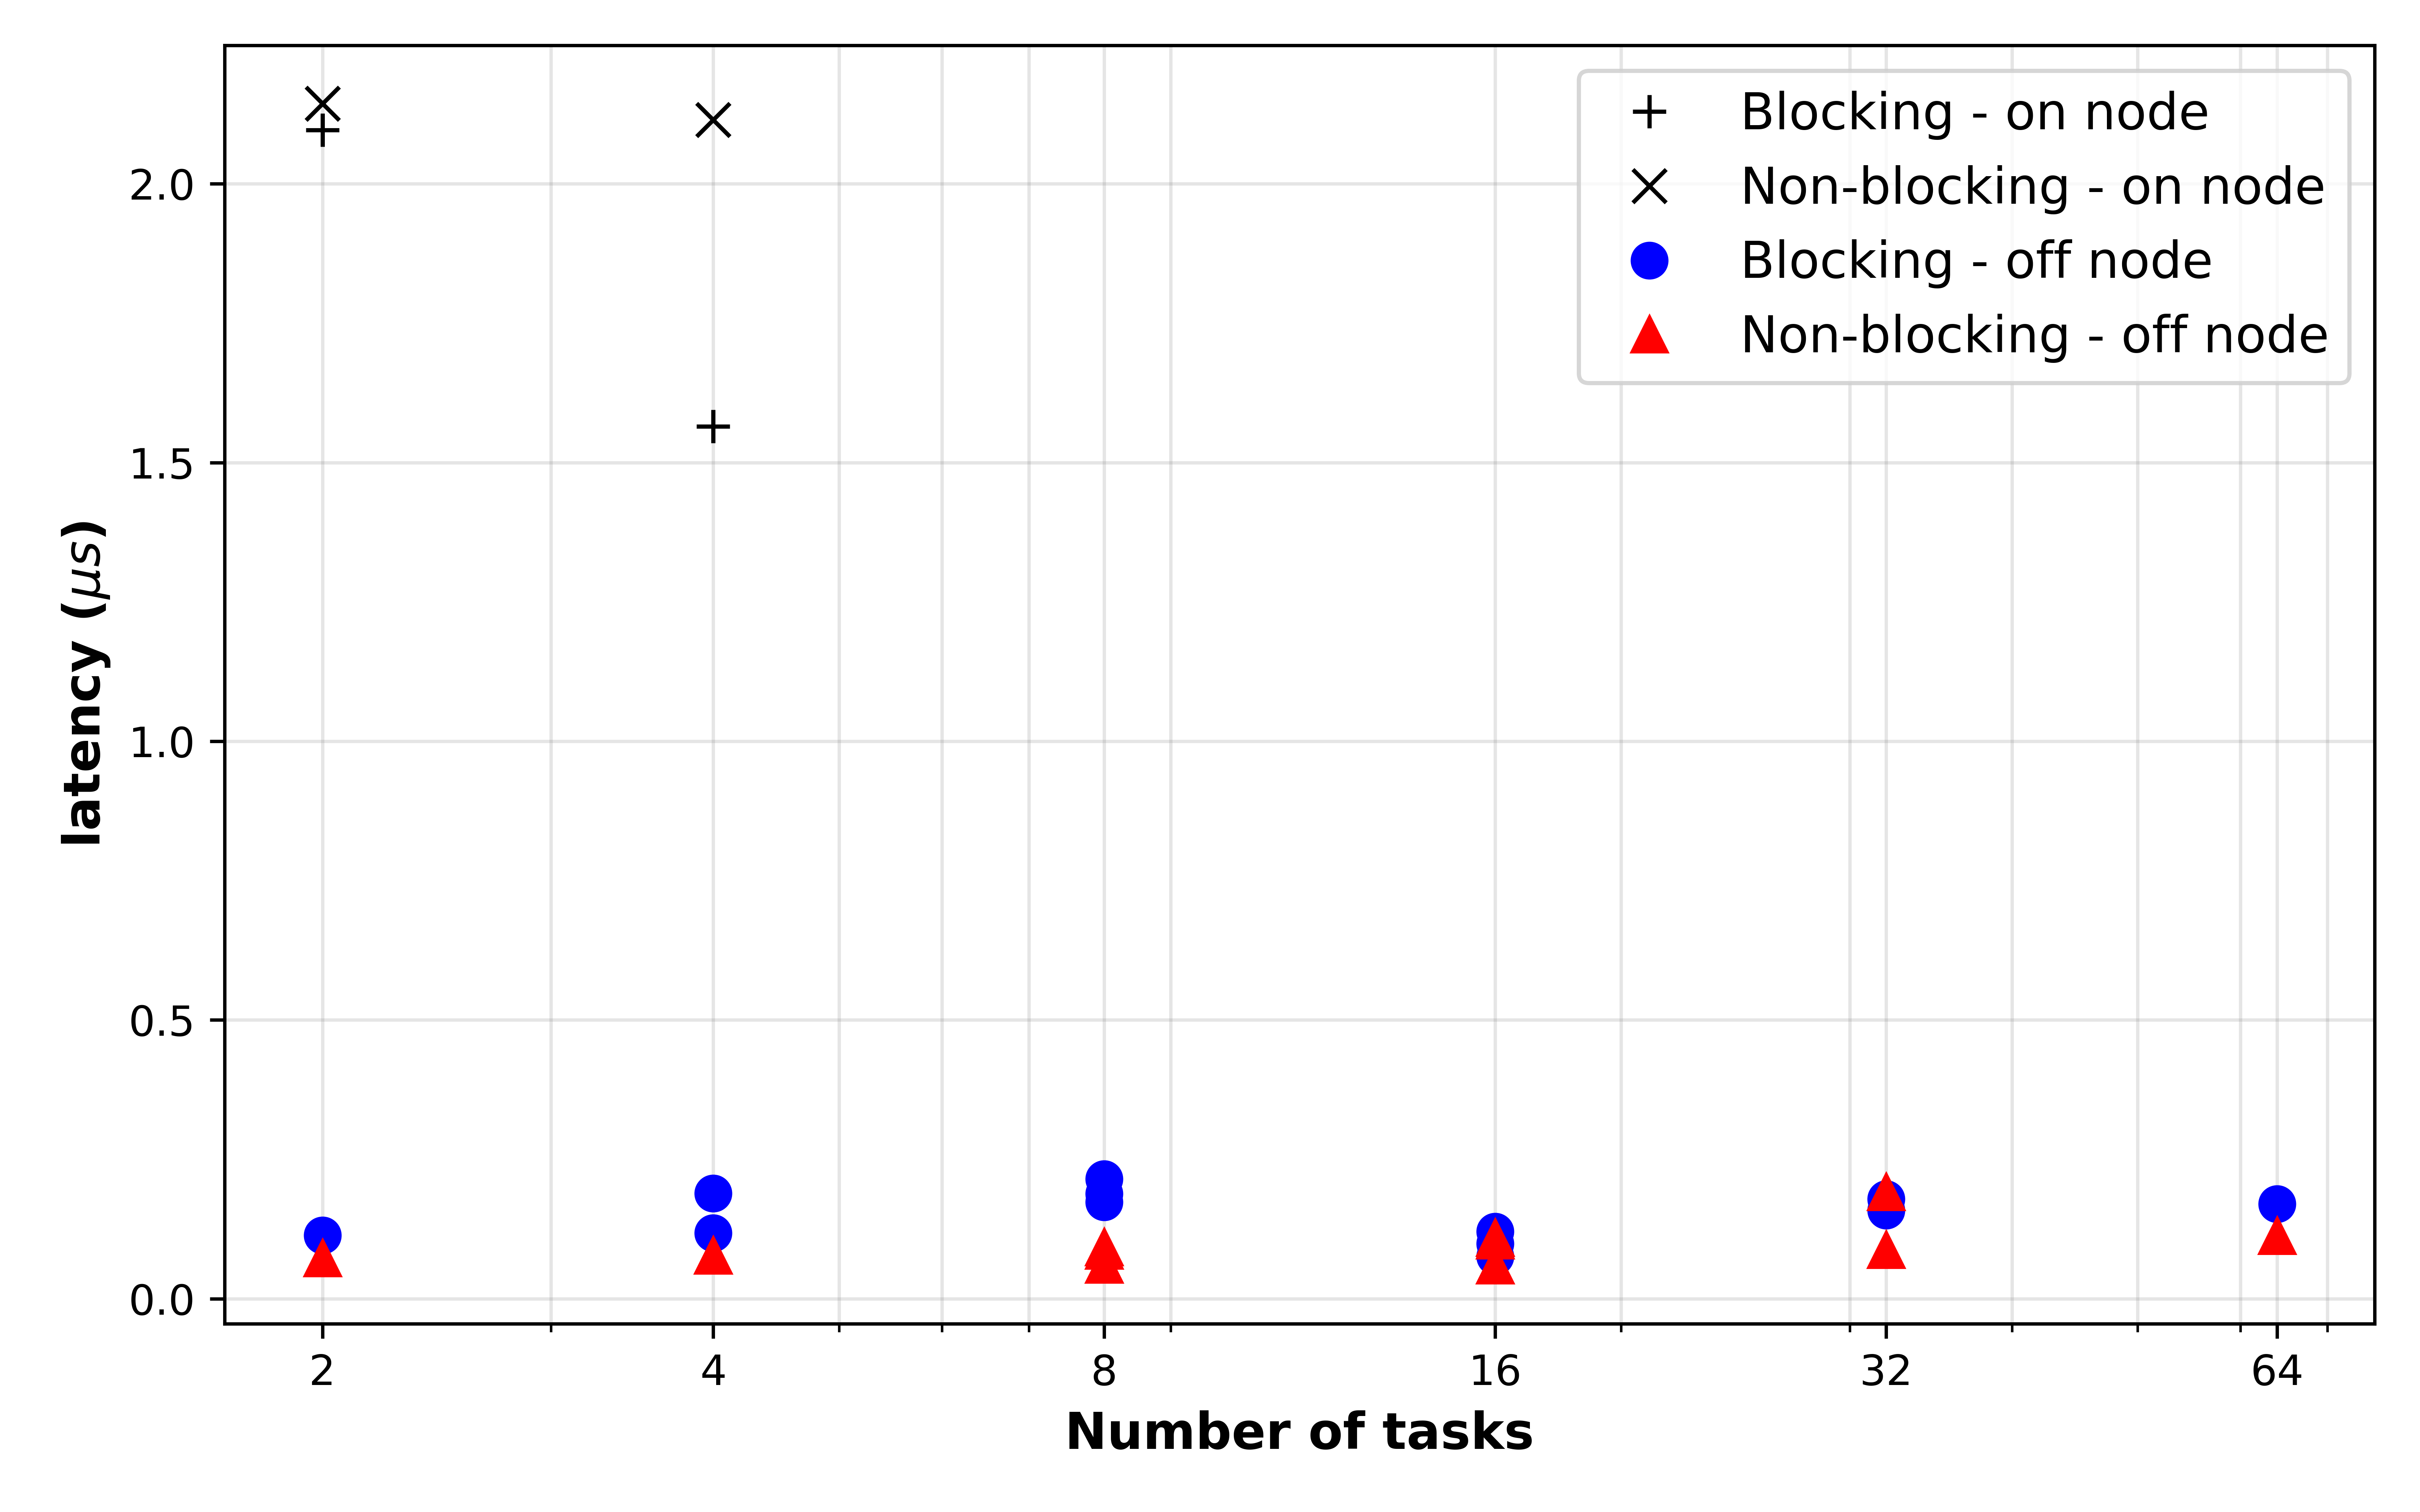 Blocking - on node
Non-blocking - on node
Blocking - off node
Non-blocking - off node
latency (μs)
2.0
1.5
1.0
0.5
0.0
2 4 8 16 32 64
Number of tasks